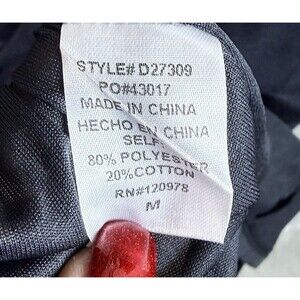 STYLE# D27309
PO#43017
MADE IN CHINA
HECHO EN CHINA
SELF:
80% POLYESTER
20%COTTON
RN#120978
M